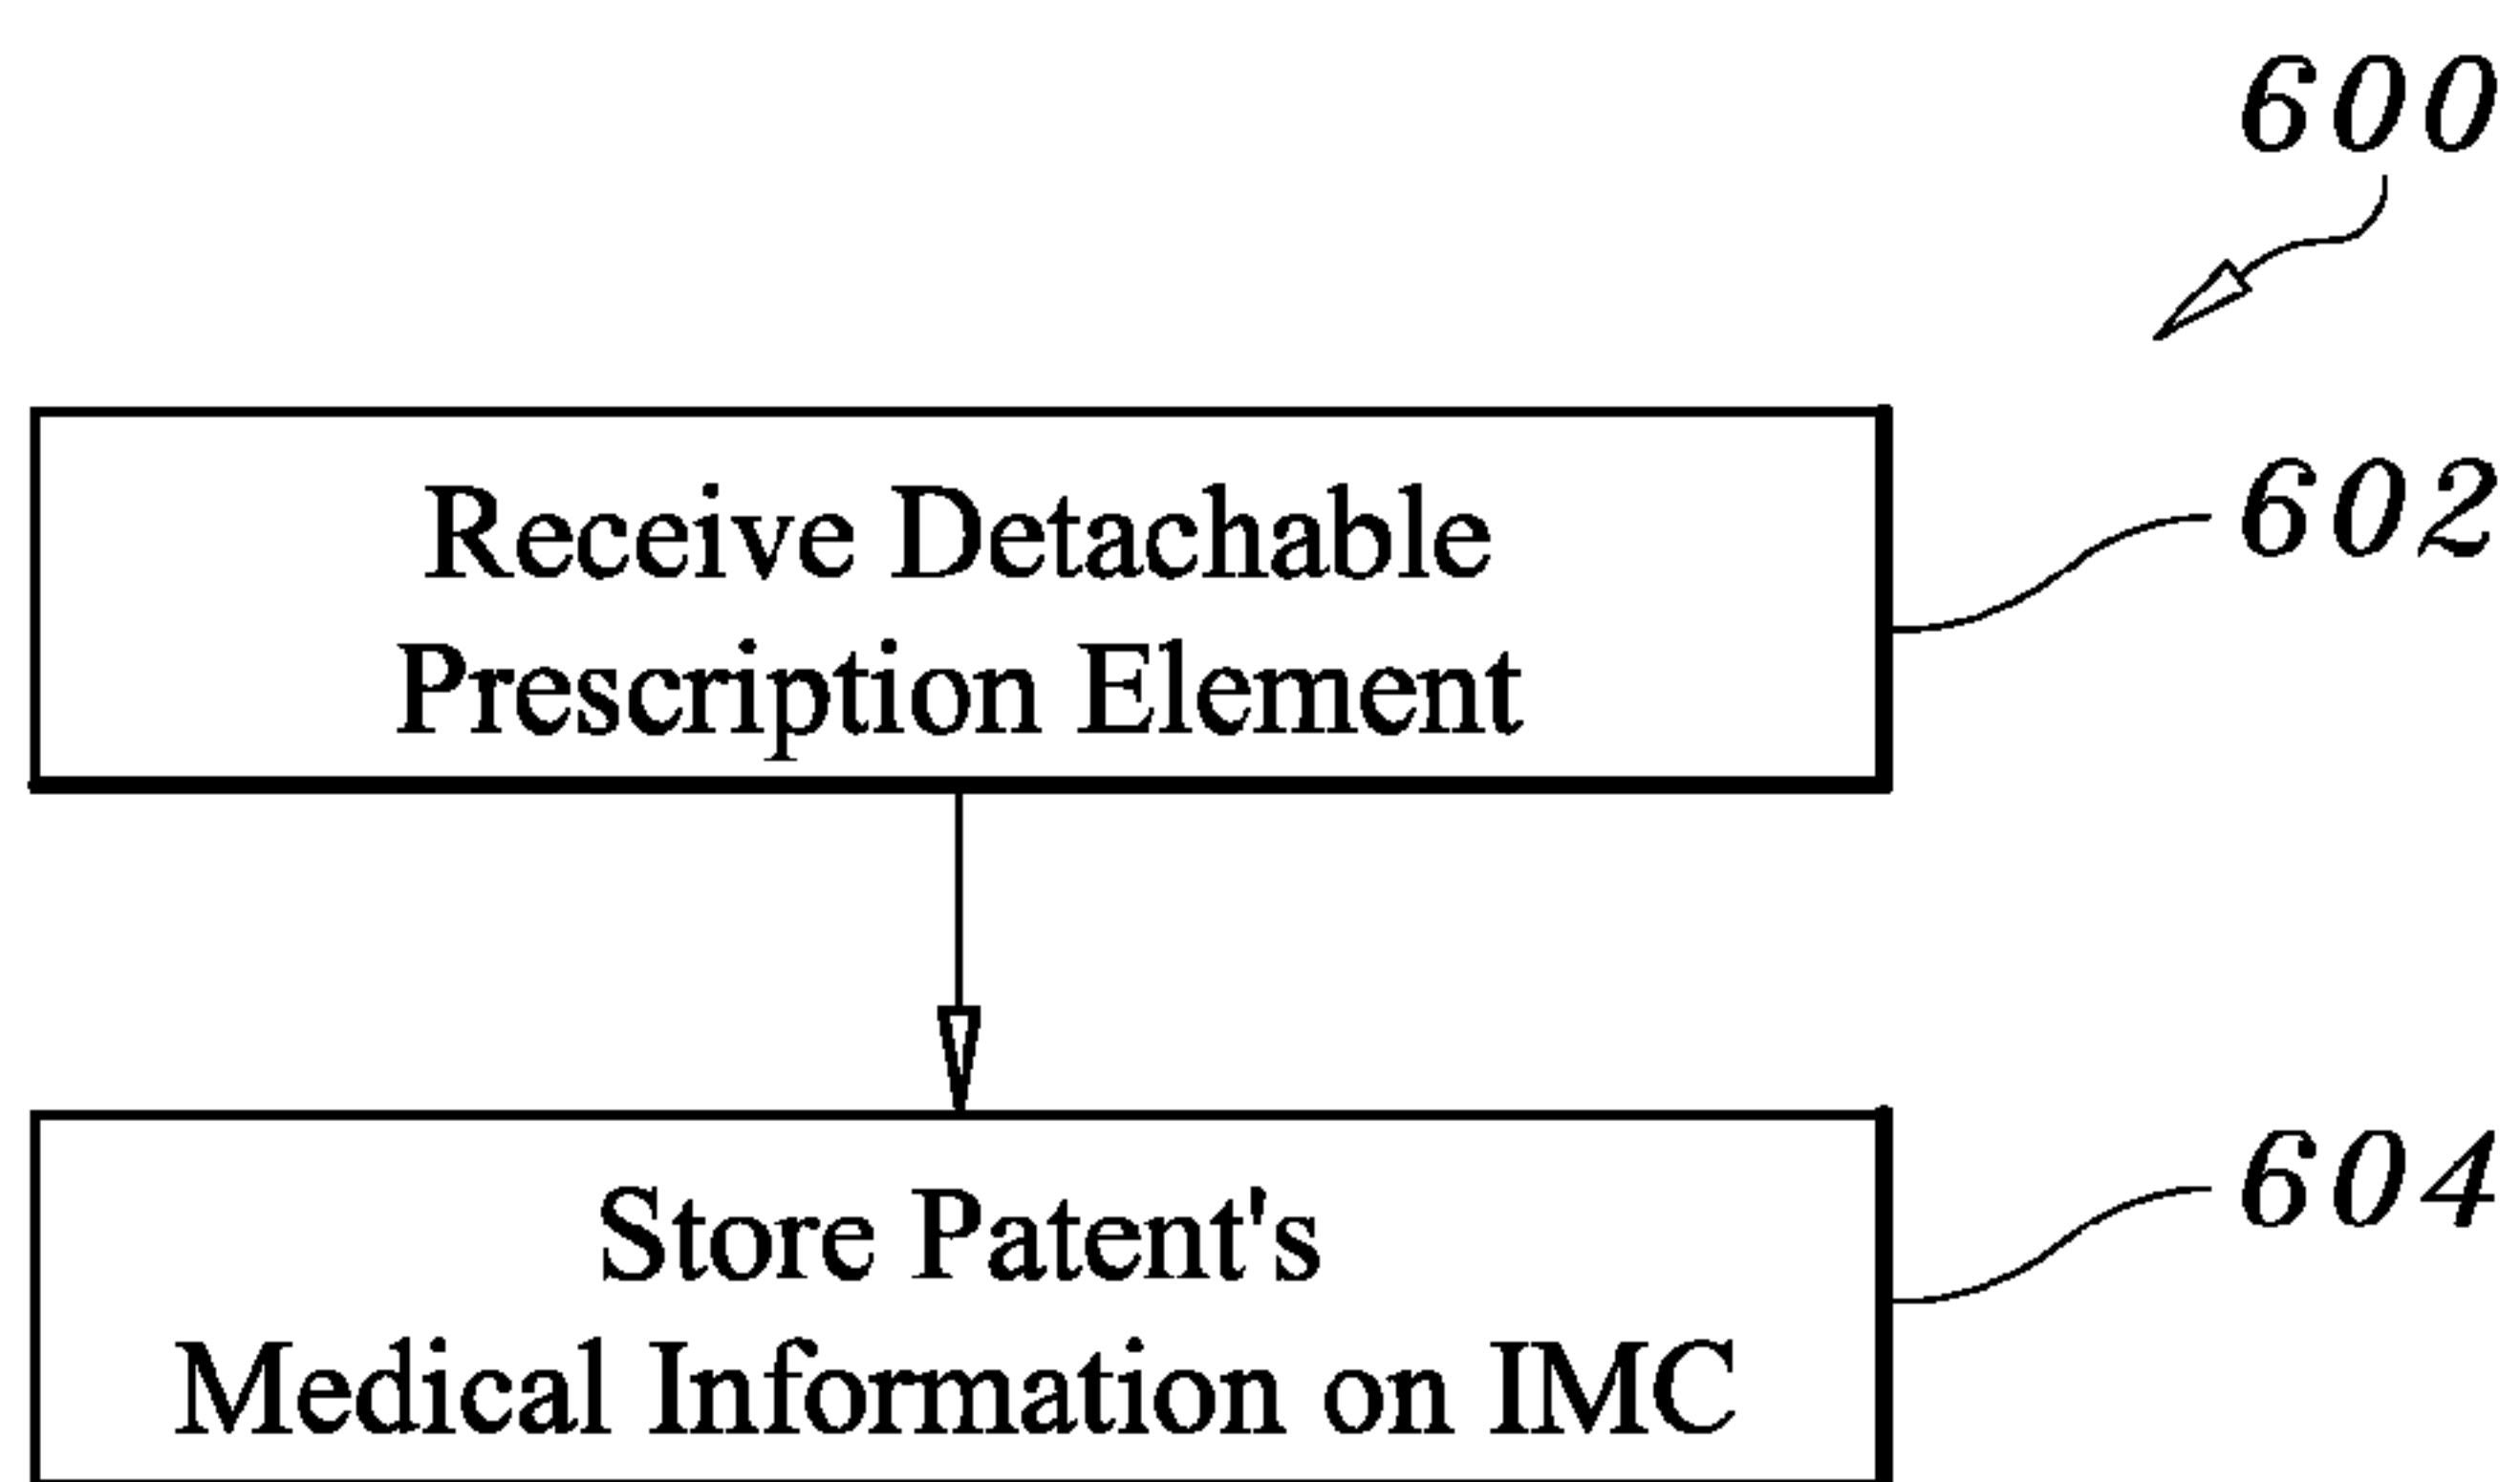 600
Receive Detachable
602
Prescription Element
Store Patent's
604
Medical Information on IMC